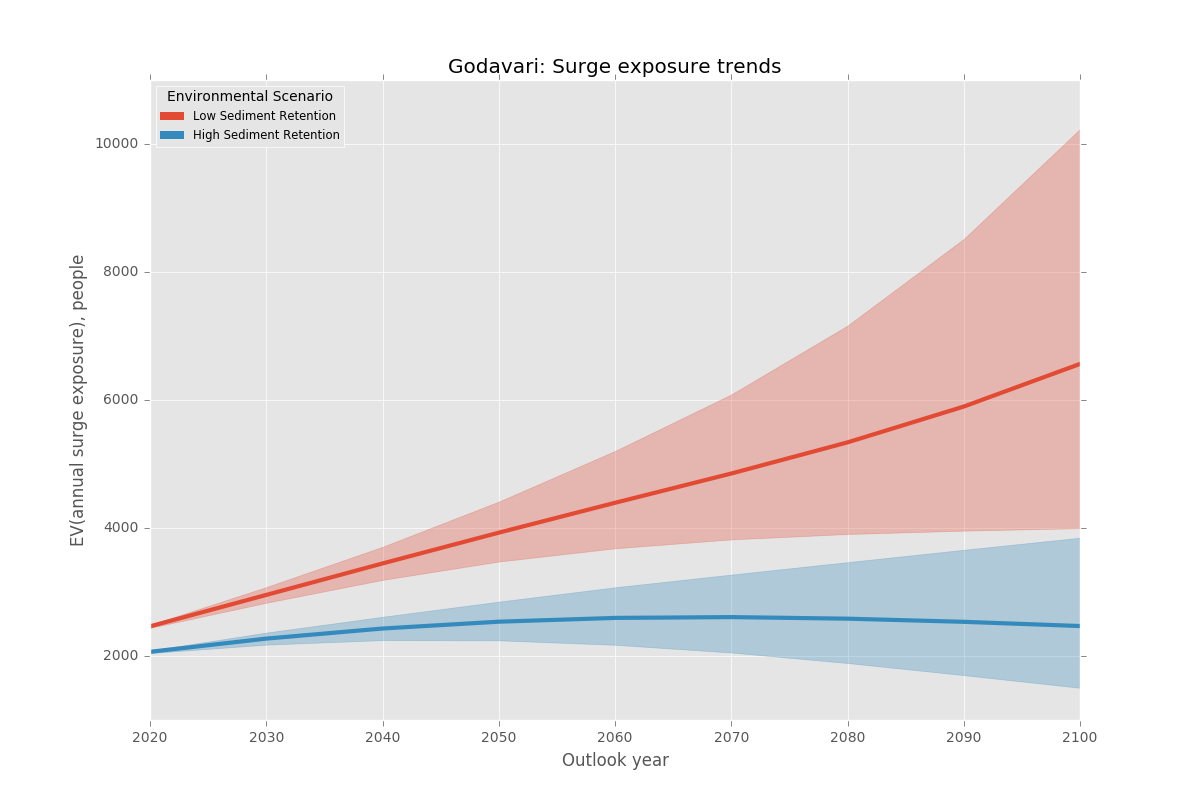 Godavari: Surge exposure trends
Environmental Scenario
Low Sediment Retention
High Sediment Retention
10000
8000
6000
4000
2000
EV(annual surge exposure), people
2020 2030 2040 2050 2060 2070 2080 2090 2100
Outlook year